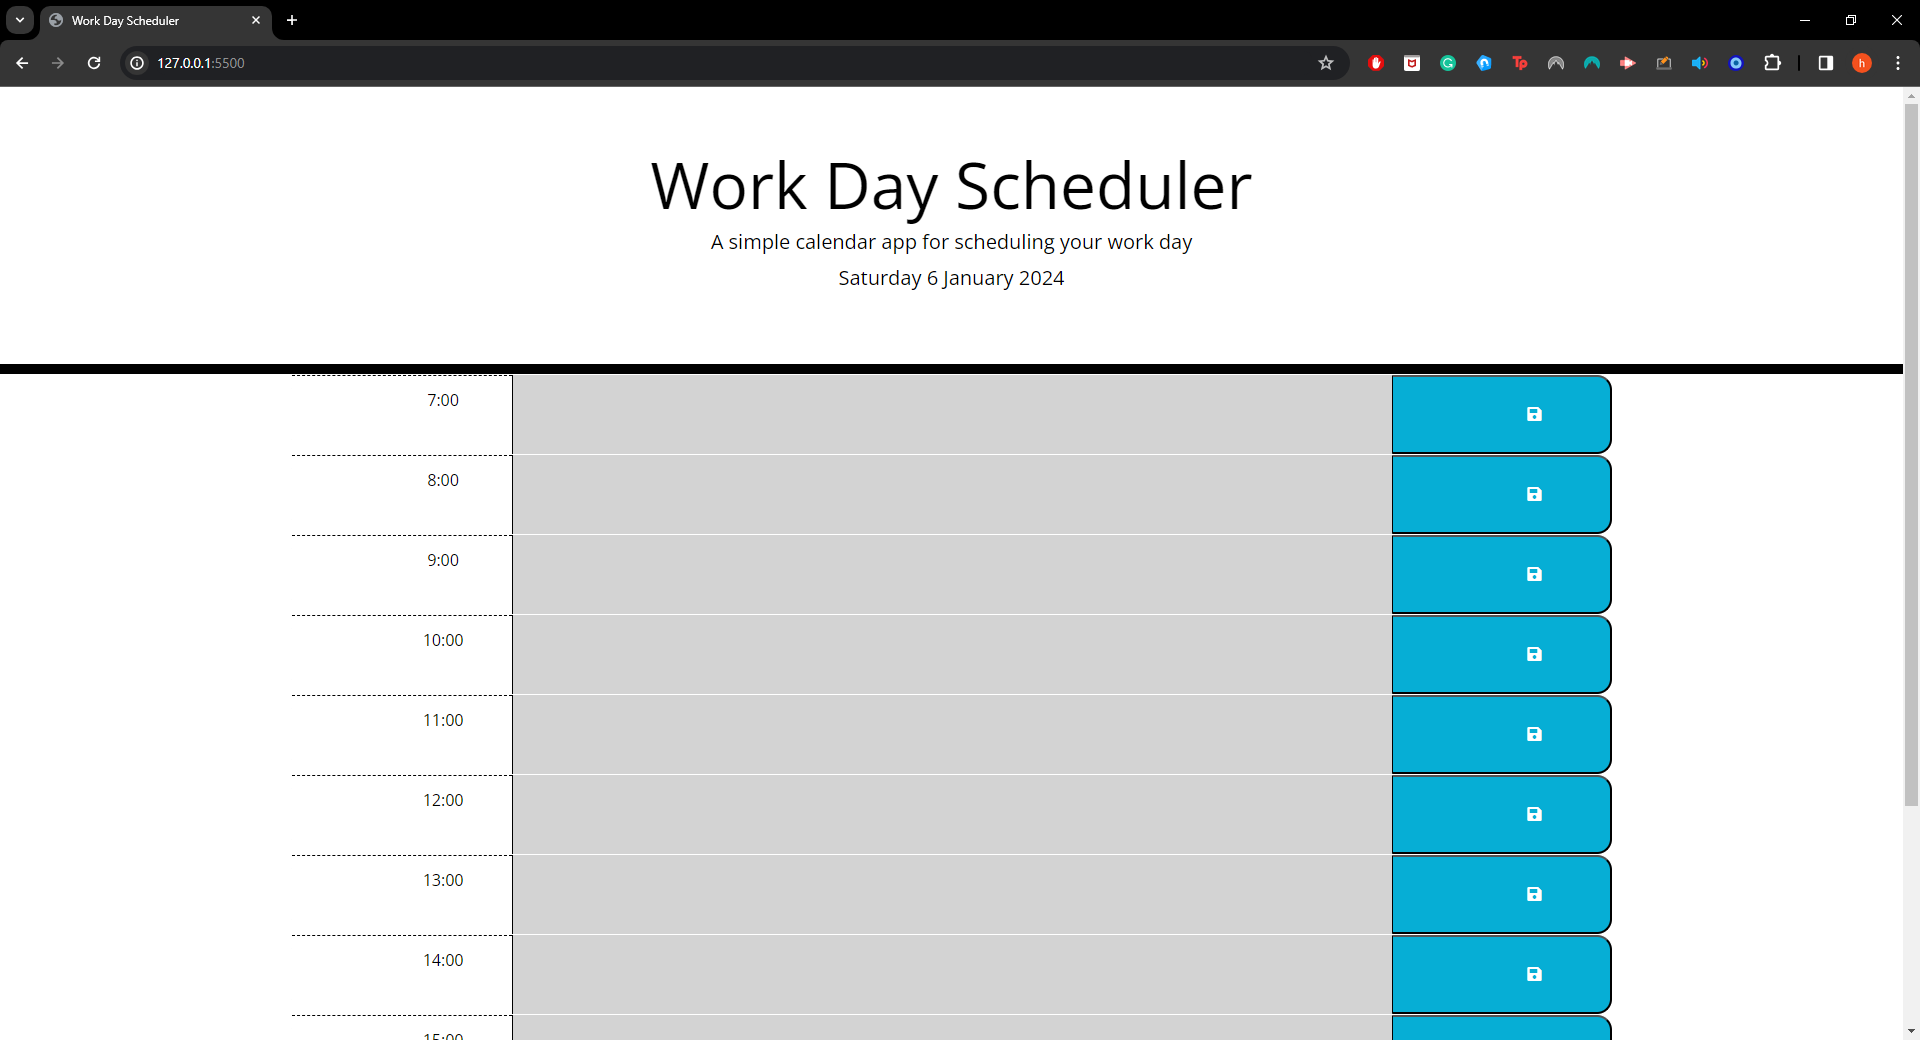 Work Day Scheduler
127.0.0.1:5500
Work Day Scheduler
A simple calendar app for scheduling your work day
Saturday 6 January 2024
7:00
8:00
9:00
10:00
11:00
12:00
13:00
14:00
15:00